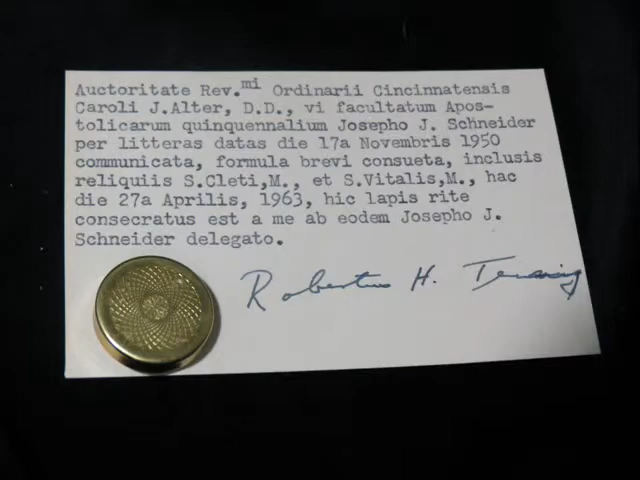 Auctoritate Rev.mi Ordinarii Cincinnatensis
Caroli J.Alter, D.D., vi facultatum Apos-
tolicarum quinquennalium Josepho J. Schneider
per litteras datas die 17a Novembris 1950
communicata, formula brevi consueta, inclusis
reliquiis S.Cleti,M., et S.Vitalis,M., hac
die 27a Aprilis, 1963, hic lapis rite
consecratus est a me ab eodem Josepho J.
Schneider delegato.
Robertus H.